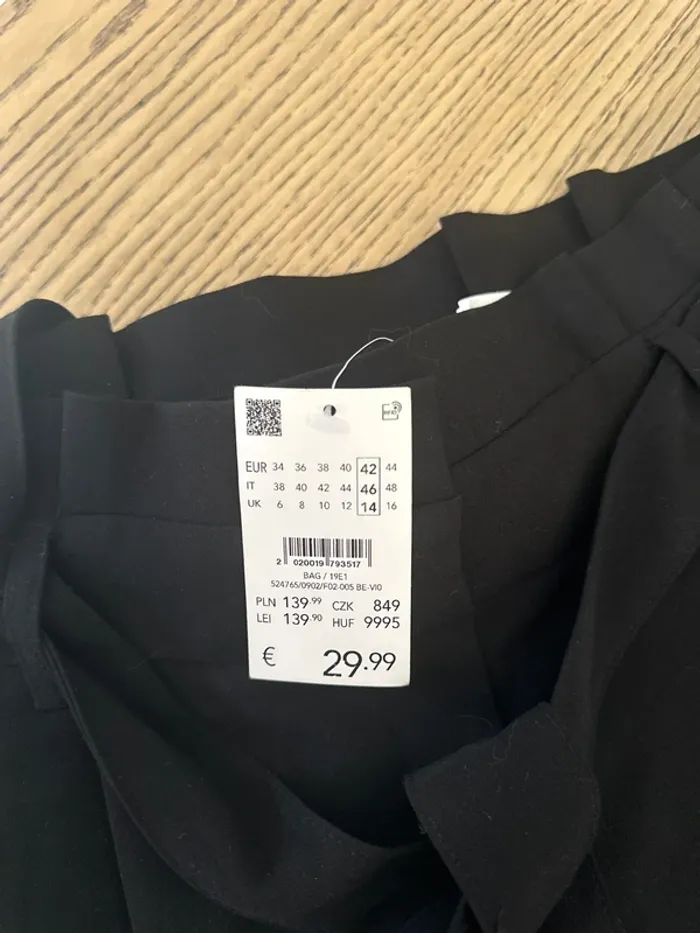 RFID
EUR 34 36 38 40 42 44
IT 38 40 42 44 46 48
UK 6 8 10 12 14 16
2 020019 793517
BAG / 19E1
524765/0902/F02-005 BE-VI0
PLN 139.99 CZK 849
LEI 139.90 HUF 9995
€ 29.99